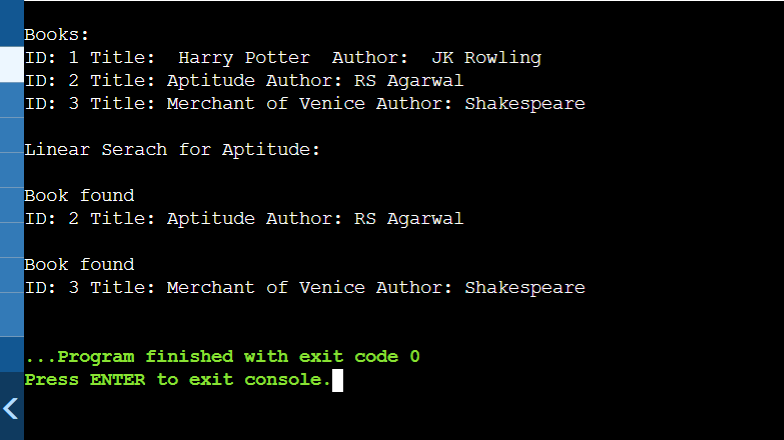 Books:
ID: 1 Title:  Harry Potter  Author:  JK Rowling
ID: 2 Title: Aptitude Author: RS Agarwal
ID: 3 Title: Merchant of Venice Author: Shakespeare
Linear Serach for Aptitude:
Book found
ID: 2 Title: Aptitude Author: RS Agarwal
Book found
ID: 3 Title: Merchant of Venice Author: Shakespeare
...Program finished with exit code 0
Press ENTER to exit console.